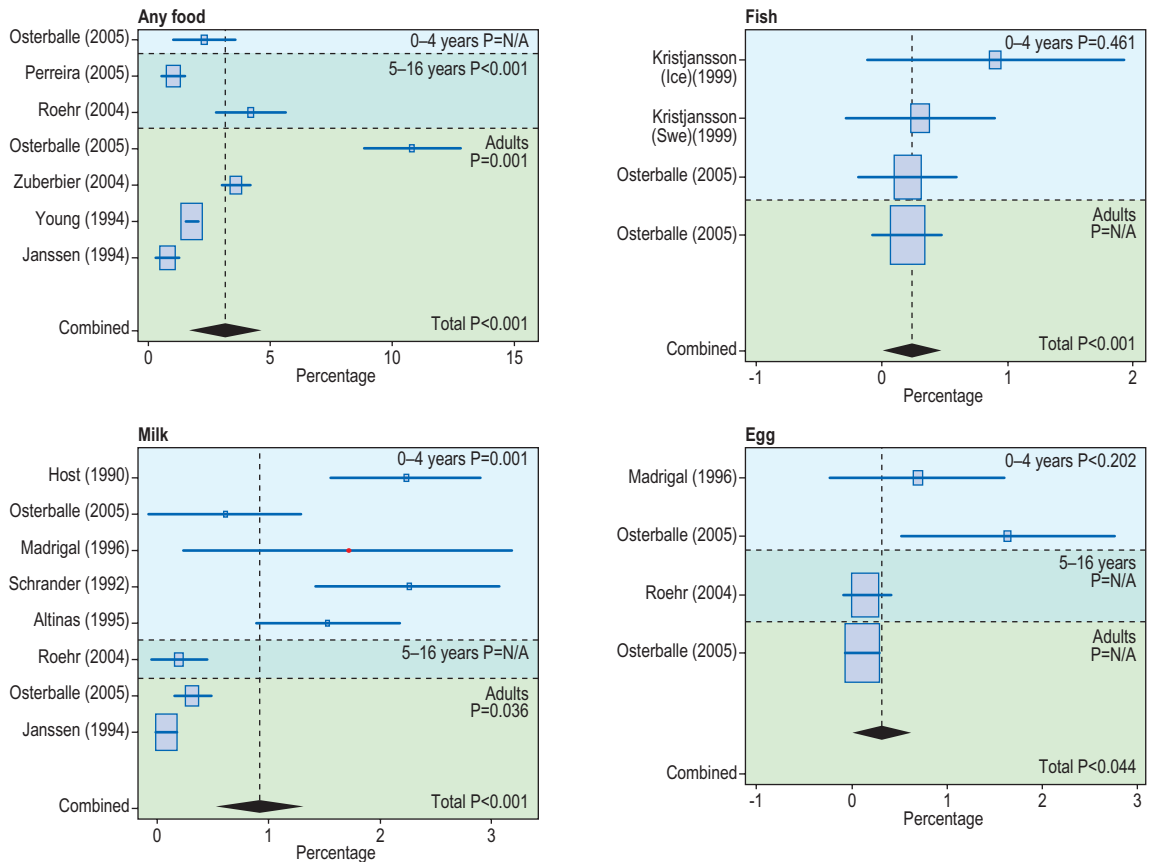 Any food
Osterballe (2005)
0–4 years P=N/A
Perreira (2005)
5–16 years P<0.001
Roehr (2004)
Osterballe (2005)
Adults
P=0.001
Zuberbier (2004)
Young (1994)
Janssen (1994)
Combined
Total P<0.001
0 5 10 15
Percentage
Fish
0–4 years P=0.461
Kristjansson
(Ice)(1999)
Kristjansson
(Swe)(1999)
Osterballe (2005)
Osterballe (2005)
Adults
P=N/A
Combined
Total P<0.001
-1 0 1 2
Percentage
Milk
0–4 years P=0.001
Host (1990)
Osterballe (2005)
Madrigal (1996)
Schrander (1992)
Altinas (1995)
Roehr (2004)
5–16 years P=N/A
Osterballe (2005)
Adults
P=0.036
Janssen (1994)
Combined
Total P<0.001
0 1 2 3
Percentage
Egg
0–4 years P<0.202
Madrigal (1996)
Osterballe (2005)
5–16 years
P=N/A
Roehr (2004)
Adults
P=N/A
Osterballe (2005)
Combined
Total P<0.044
-1 0 1 2 3
Percentage